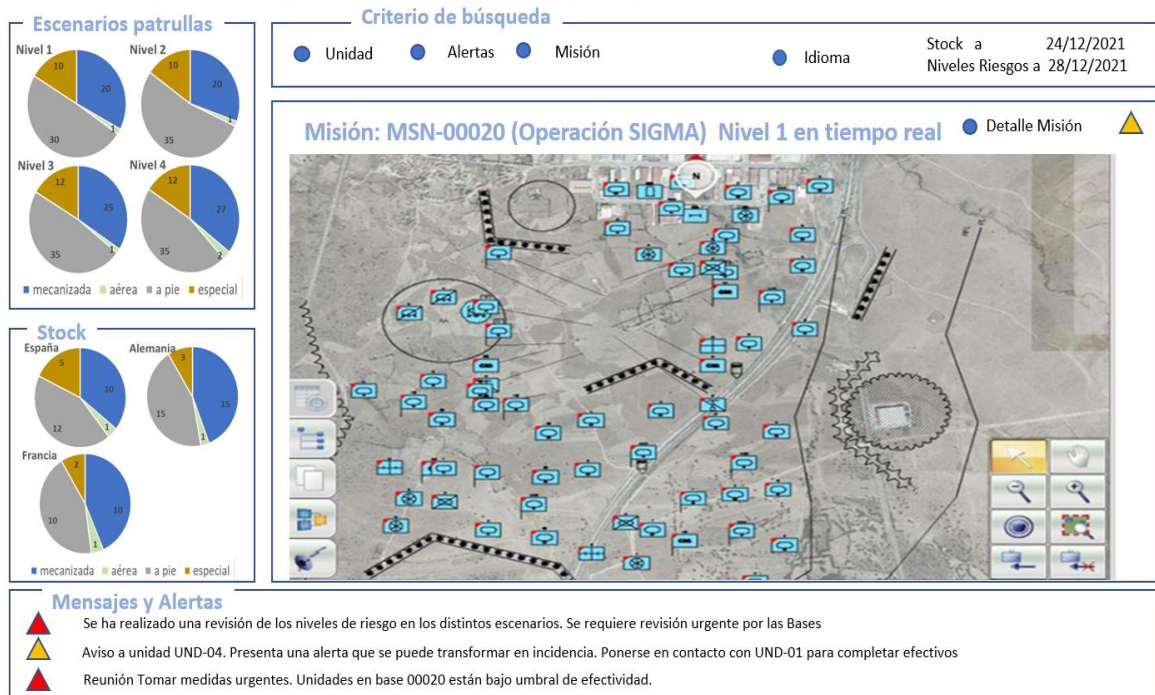 Escenarios patrullas
Nivel 1
10
20
1
30
Nivel 2
10
20
1
35
Nivel 3
12
25
1
35
Nivel 4
12
27
2
35
mecanizada aérea a pie especial
Stock
España
5
10
1
12
Alemania
3
15
1
15
Francia
2
10
1
10
mecanizada aérea a pie especial
Criterio de búsqueda
Unidad Alertas Misión Idioma
Stock a 24/12/2021
Niveles Riesgos a 28/12/2021
Misión: MSN-00020 (Operación SIGMA) Nivel 1 en tiempo real Detalle Misión
N
AA
Mensajes y Alertas
Se ha realizado una revisión de los niveles de riesgo en los distintos escenarios. Se requiere revisión urgente por las Bases
Aviso a unidad UND-04. Presenta una alerta que se puede transformar en incidencia. Ponerse en contacto con UND-01 para completar efectivos
Reunión Tomar medidas urgentes. Unidades en base 00020 están bajo umbral de efectividad.